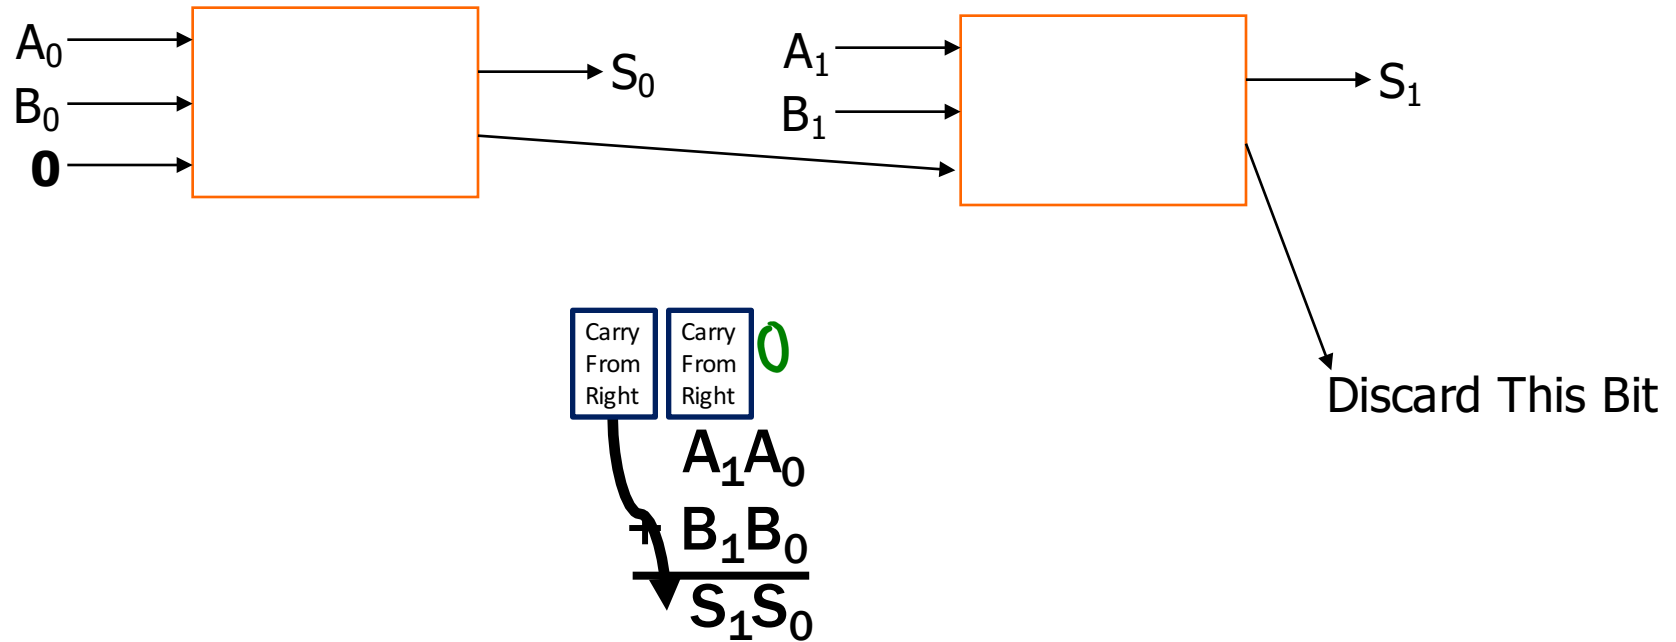 A₀
B₀
0
S₀
A₁
B₁
S₁
Discard This Bit
Carry
From
Right
Carry
From
Right
0
A₁A₀
+ B₁B₀
S₁S₀